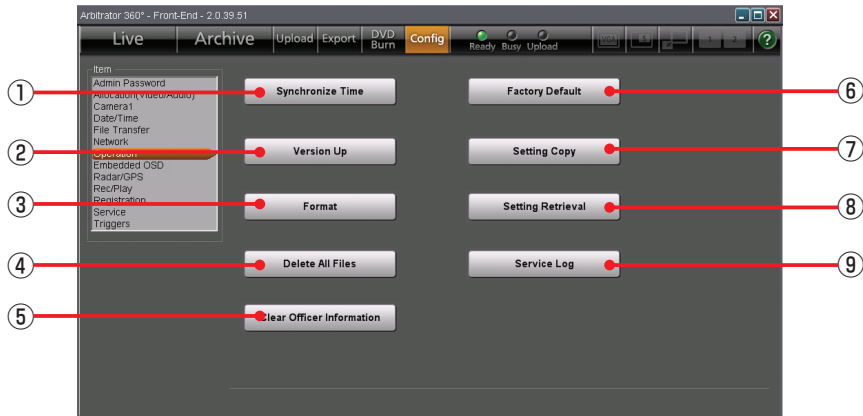 Arbitrator 360° - Front-End - 2.0.39.51
Live Archive Upload Export DVD Burn Config Ready Busy Upload VGA S 1 2 ?
Item
Admin Password
Allocation(Video/Audio)
Camera1
Date/Time
File Transfer
Network
Operation
Embedded OSD
Radar/GPS
Rec/Play
Registration
Service
Triggers
① Synchronize Time
② Version Up
③ Format
④ Delete All Files
⑤ Clear Officer Information
Factory Default ⑥
Setting Copy ⑦
Setting Retrieval ⑧
Service Log ⑨